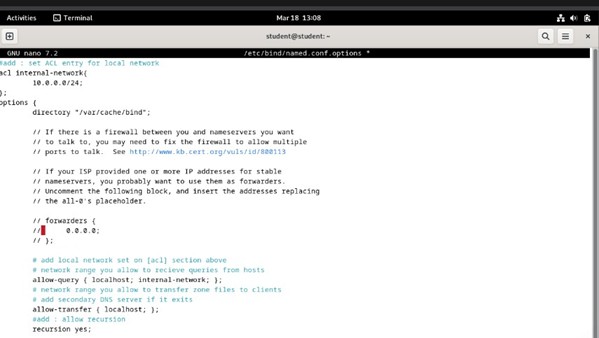 Activities Terminal Mar 18 13:08
student@student: ~
GNU nano 7.2 /etc/bind/named.conf.options *
#add : set ACL entry for local network
acl internal-network{
10.0.0.0/24;
};
options {
directory "/var/cache/bind";
// If there is a firewall between you and nameservers you want
// to talk to, you may need to fix the firewall to allow multiple
// ports to talk. See http://www.kb.cert.org/vuls/id/800113
// If your ISP provided one or more IP addresses for stable
// nameservers, you probably want to use them as forwarders.
// Uncomment the following block, and insert the addresses replacing
// the all-0's placeholder.
// forwarders {
// 0.0.0.0;
// };
# add local network set on [acl] section above
# network range you allow to recieve queries from hosts
allow-query { localhost; internal-network; };
# network range you allow to transfer zone files to clients
# add secondary DNS server if it exits
allow-transfer { localhost; };
#add : allow recursion
recursion yes;